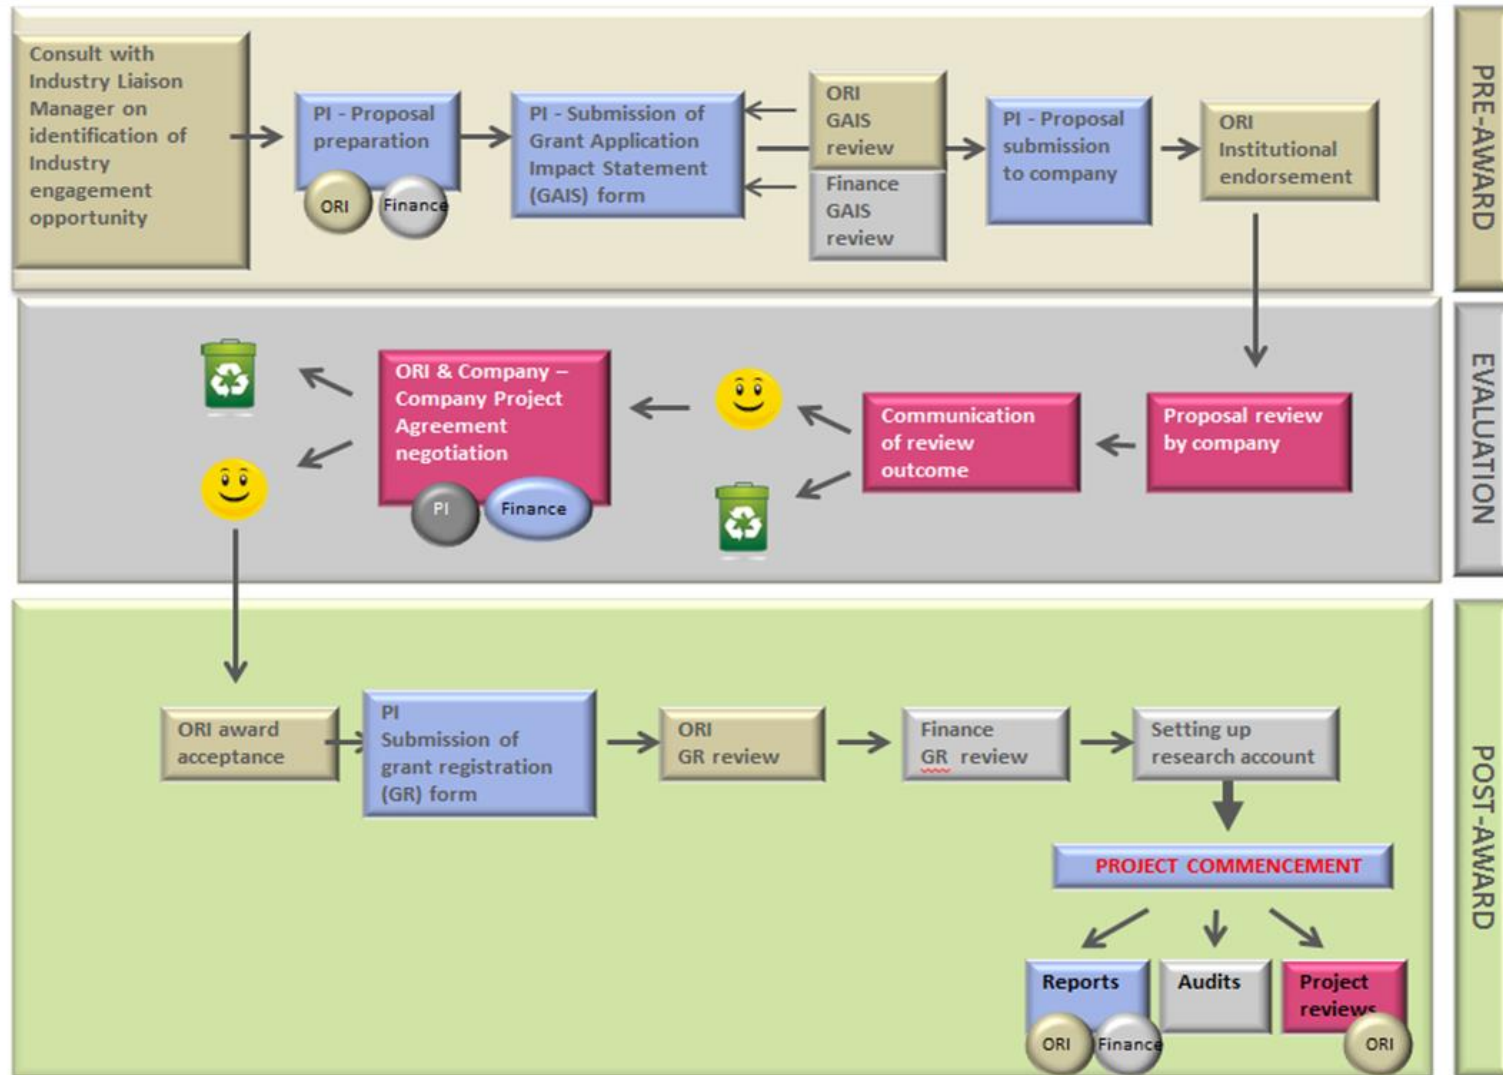 Consult with
Industry Liaison
Manager on
identification of
Industry
engagement
opportunity
PI - Proposal
preparation
ORI
Finance
PI - Submission of
Grant Application
Impact Statement
(GAIS) form
ORI
GAIS
review
Finance
GAIS
review
PI - Proposal
submission
to company
ORI
Institutional
endorsement
PRE-AWARD
Proposal review
by company
Communication
of review
outcome
ORI & Company –
Company Project
Agreement
negotiation
PI
Finance
EVALUATION
ORI award
acceptance
PI
Submission of
grant registration
(GR) form
ORI
GR review
Finance
GR review
Setting up
research account
PROJECT COMMENCEMENT
Reports
ORI
Finance
Audits
Project
reviews
ORI
POST-AWARD